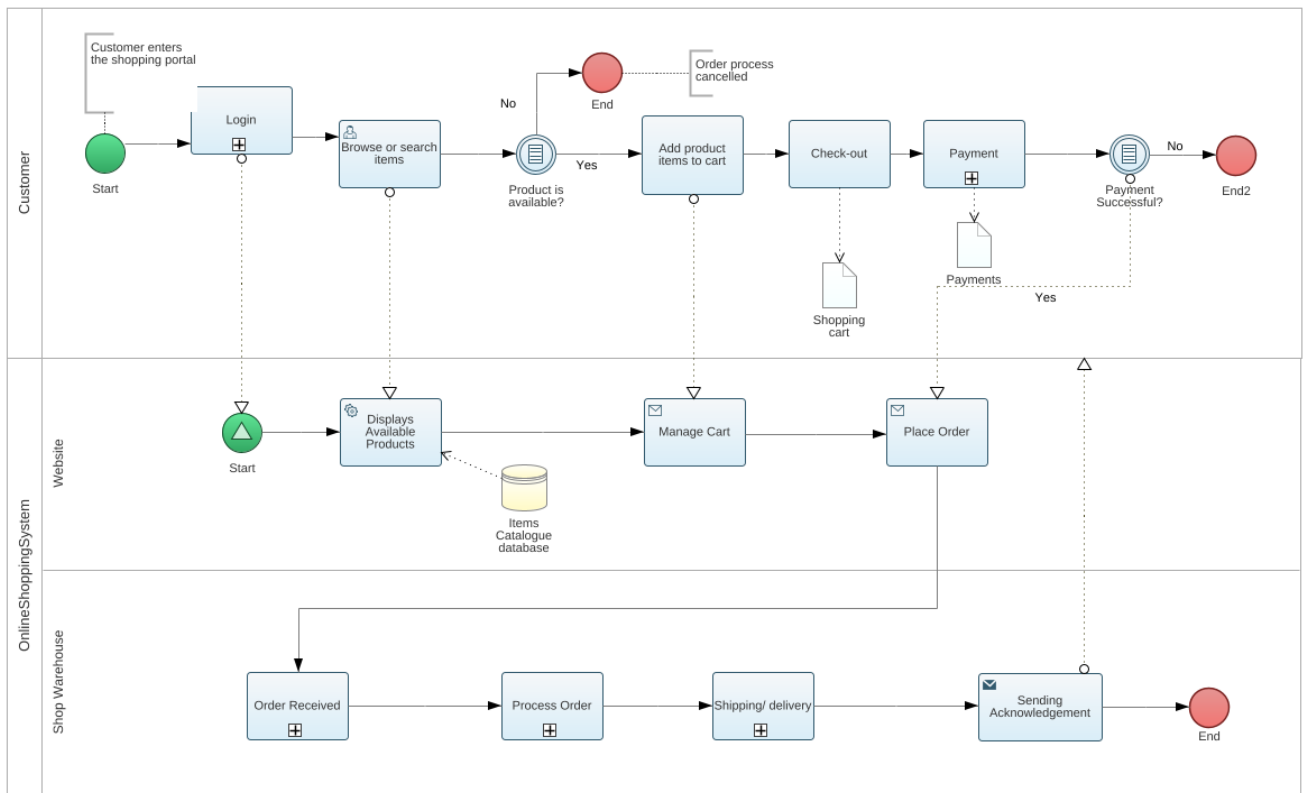 Customer enters
the shopping portal
Order process
cancelled
No
End
Login
Browse or search
items
Add product
items to cart
Check-out
Payment
No
Yes
Start
Product is
available?
Payment
Successful?
End2
Customer
Payments
Yes
Shopping
cart
Displays
Available
Products
Manage Cart
Place Order
Start
Website
Items
Catalogue
database
OnlineShoppingSystem
Shop Warehouse
Order Received
Process Order
Shipping/ delivery
Sending
Acknowledgement
End